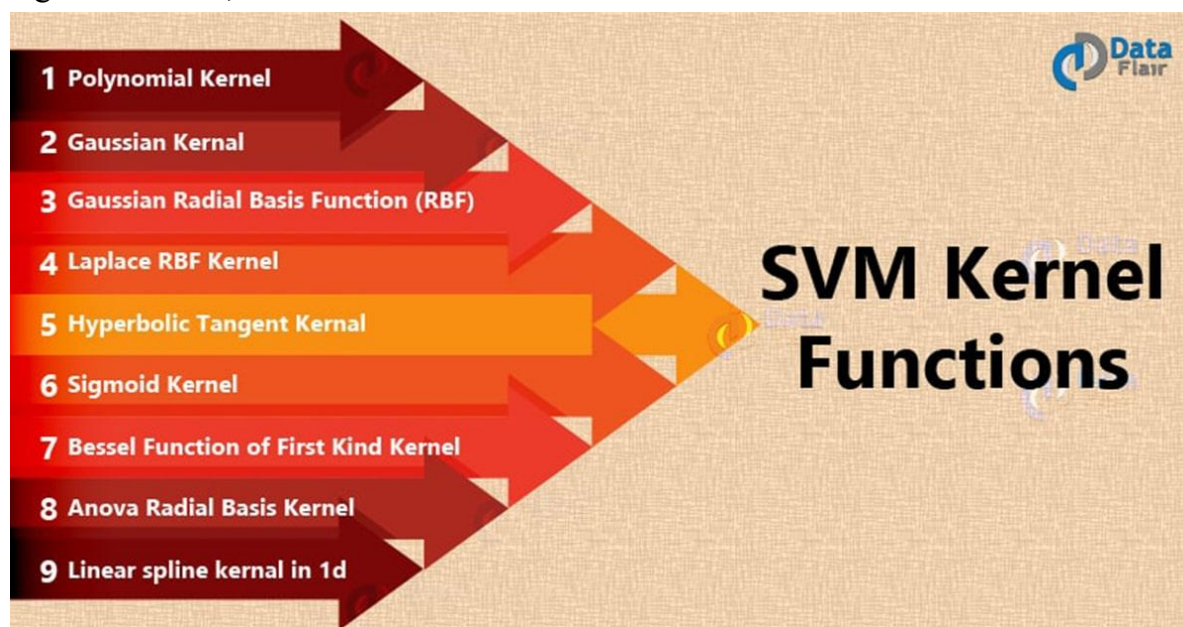 1 Polynomial Kernel
2 Gaussian Kernal
3 Gaussian Radial Basis Function (RBF)
4 Laplace RBF Kernel
5 Hyperbolic Tangent Kernal
6 Sigmoid Kernel
7 Bessel Function of First Kind Kernel
8 Anova Radial Basis Kernel
9 Linear spline kernal in 1d
Data
Flair
SVM Kernel
Functions